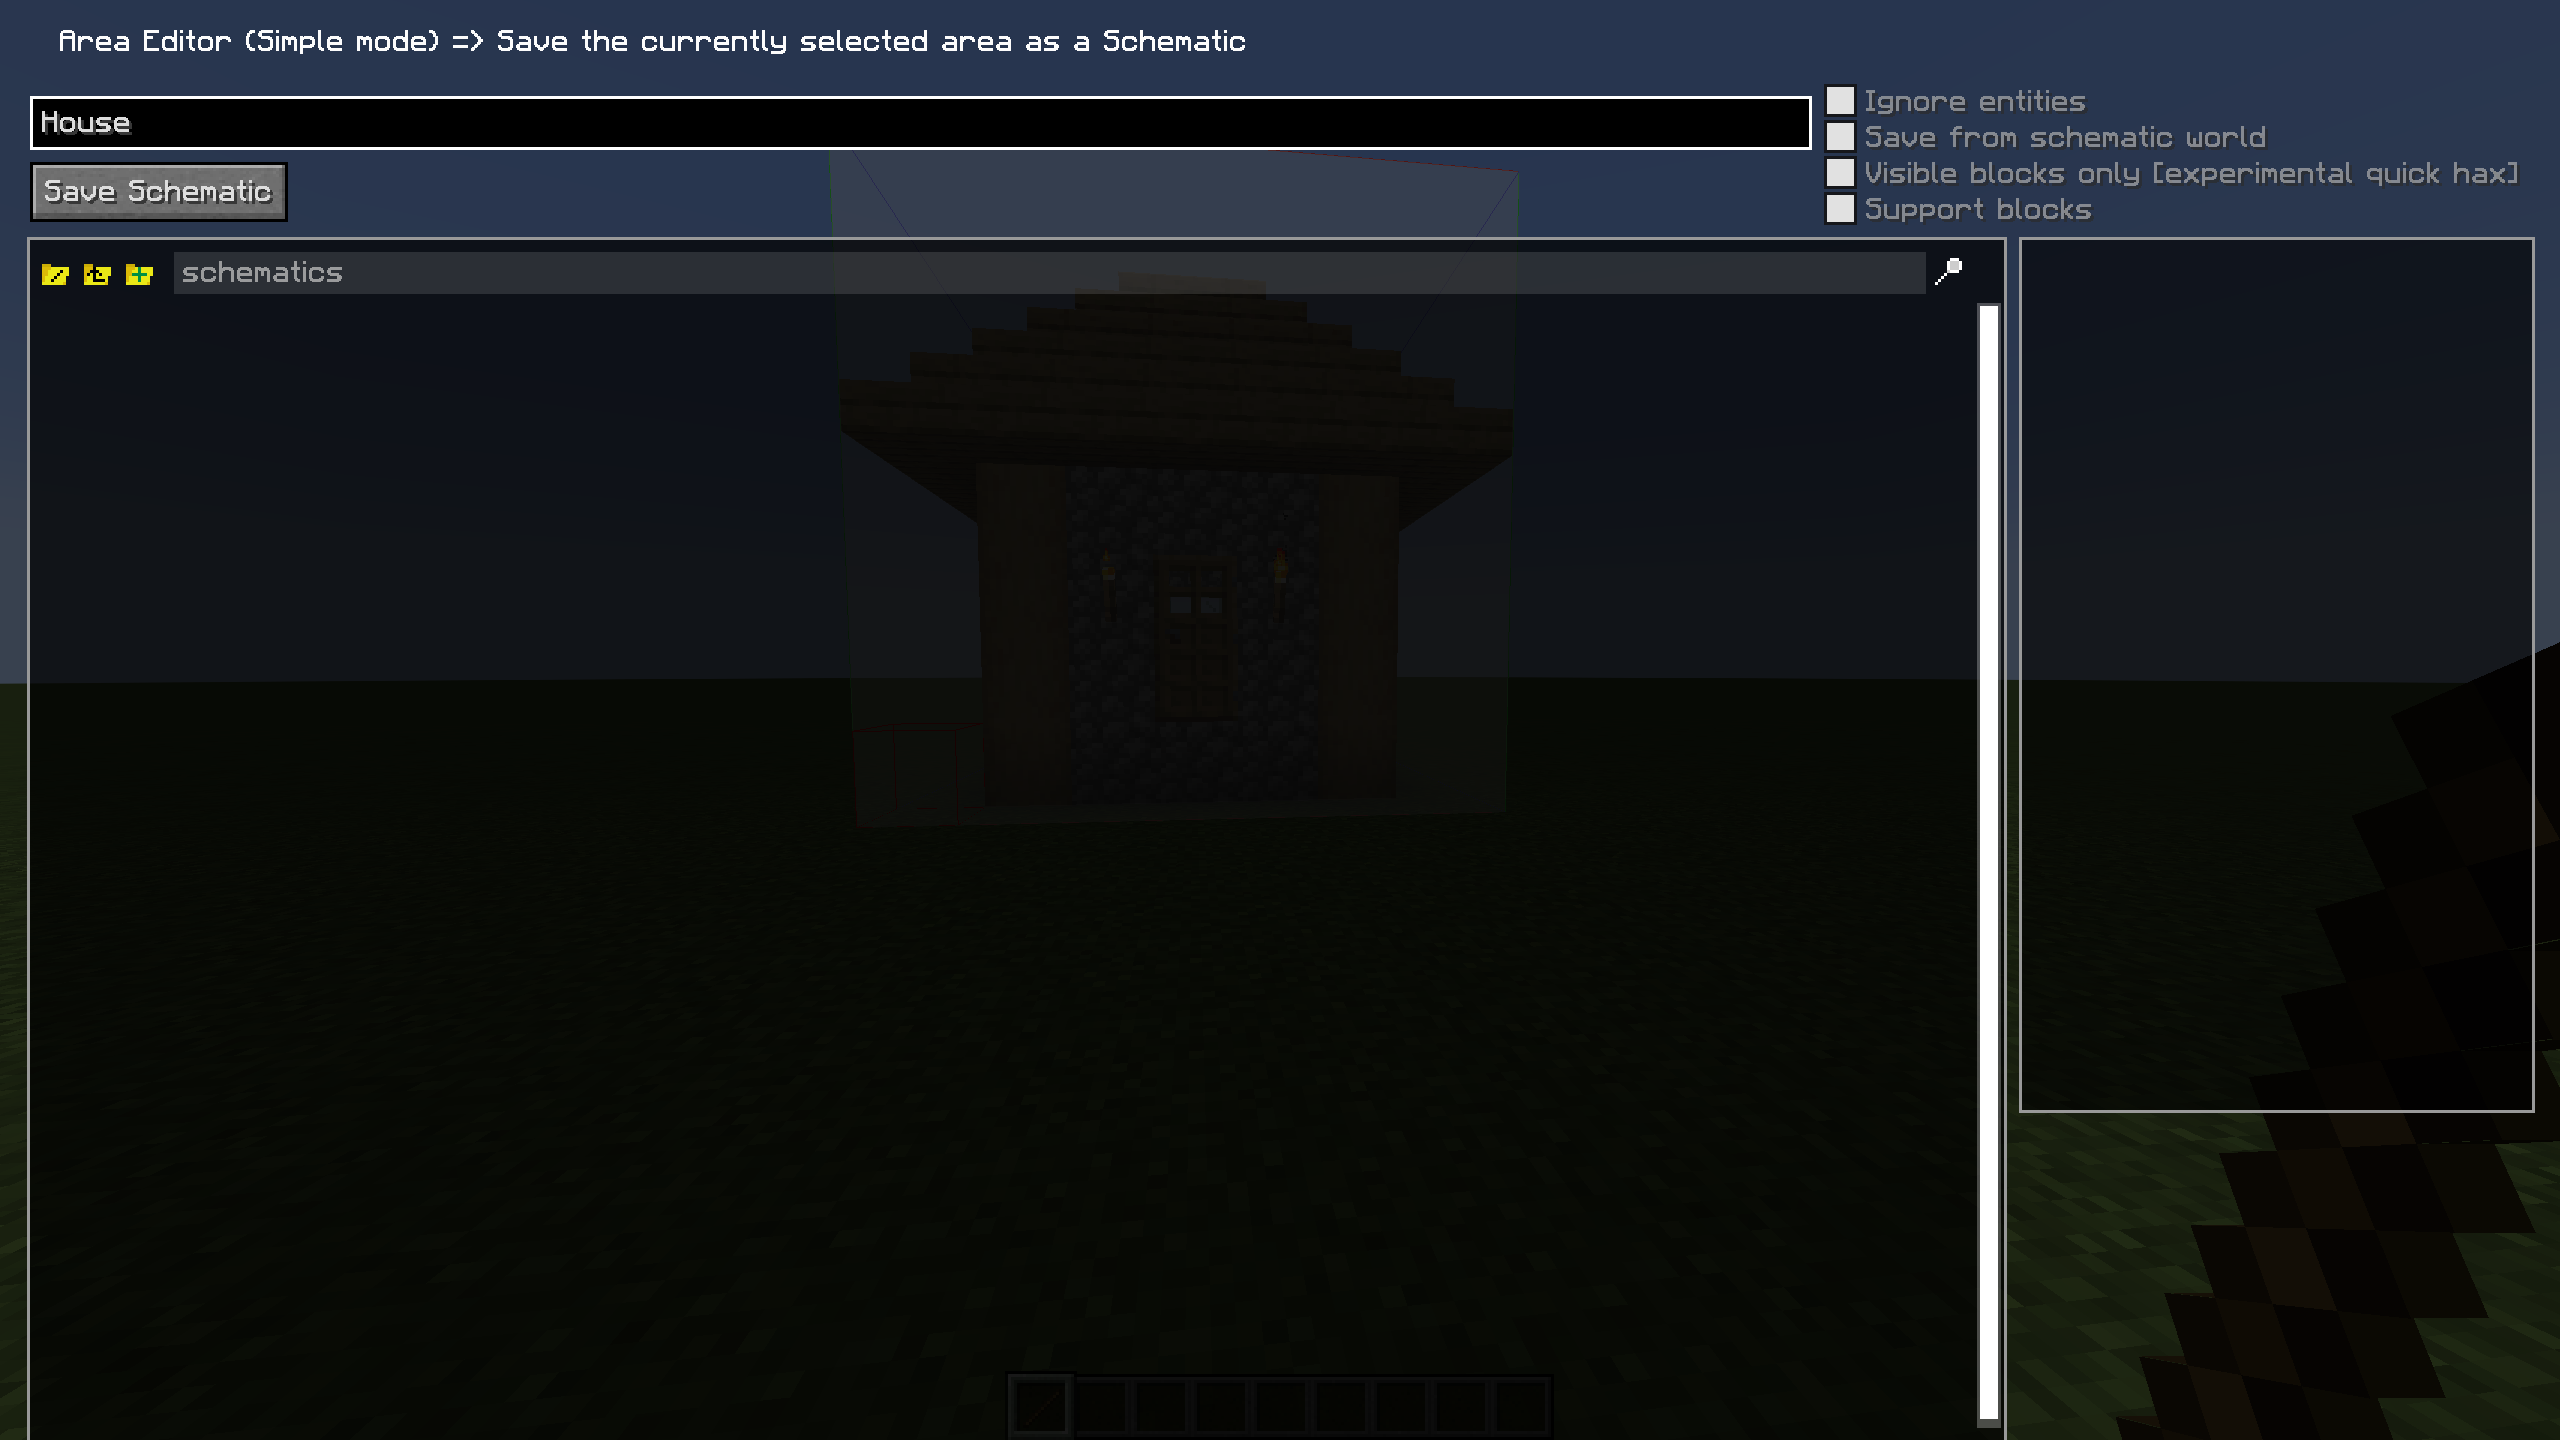 Area Editor (Simple mode) => Save the currently selected area as a Schematic
House
Ignore entities
Save from schematic world
Visible blocks only [experimental quick hax]
Support blocks
Save Schematic
schematics